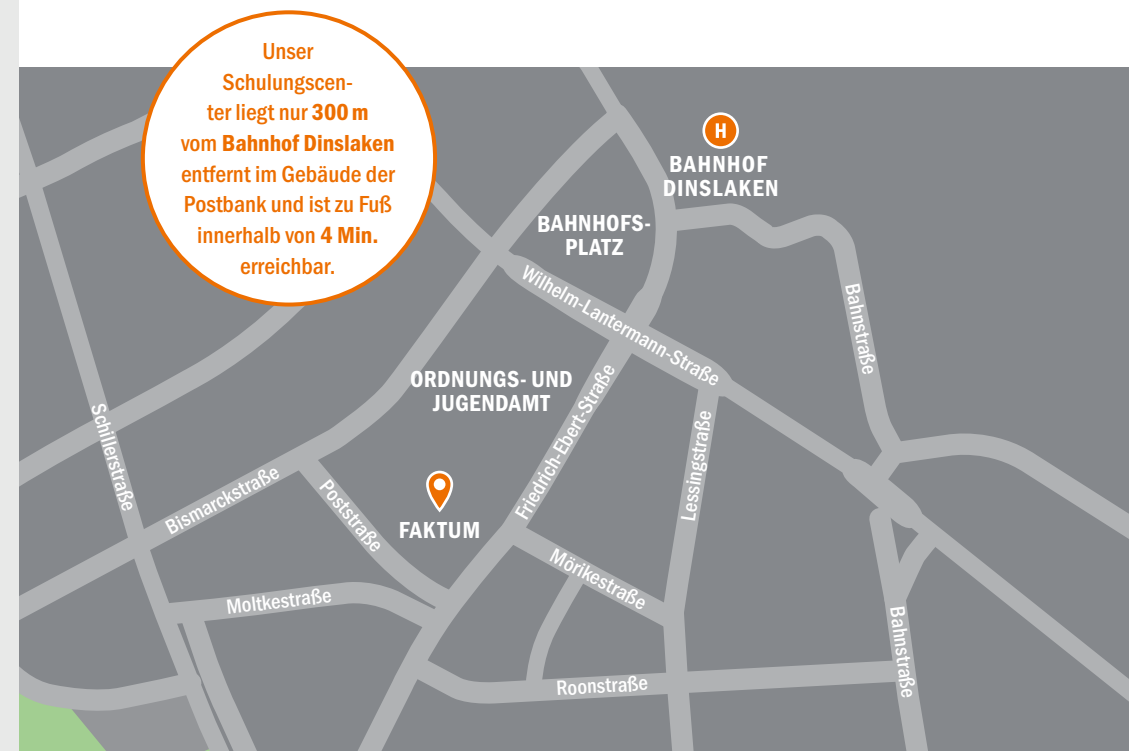 Unser
Schulungscen-
ter liegt nur 300 m
vom Bahnhof Dinslaken
entfernt im Gebäude der
Postbank und ist zu Fuß
innerhalb von 4 Min.
erreichbar.
H
BAHNHOF
DINSLAKEN
BAHNHOFS-
PLATZ
Wilhelm-Lantermann-Straße
Bahnstraße
ORDNUNGS- UND
JUGENDAMT
Friedrich-Ebert-Straße
Lessingstraße
Schillerstraße
Bismarckstraße
Poststraße
FAKTUM
Mörikestraße
Moltkestraße
Bahnstraße
Roonstraße